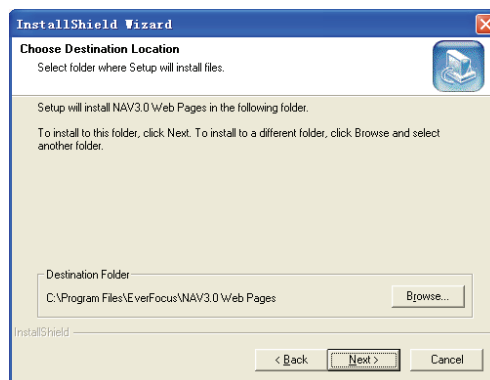 InstallShield Wizard
Choose Destination Location
Select folder where Setup will install files.
Setup will install NAV3.0 Web Pages in the following folder.
To install to this folder, click Next. To install to a different folder, click Browse and select
another folder.
Destination Folder
C:\Program Files\EverFocus\NAV3.0 Web Pages
Browse...
InstallShield
< Back
Next >
Cancel